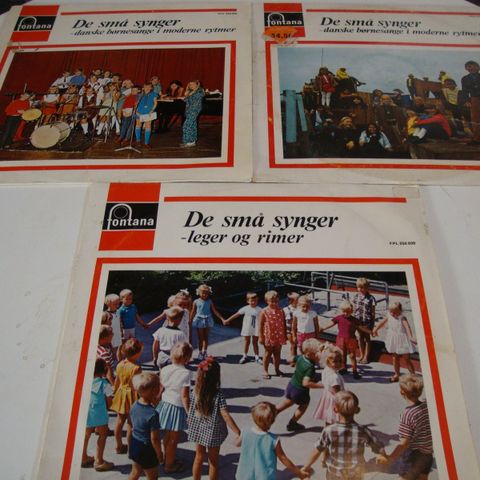 fontana
De små synger
-danske børnesange i moderne rytmer
fontana
De små synger
-danske børnesange i moderne rytmer
fontana
De små synger
-leger og rimer